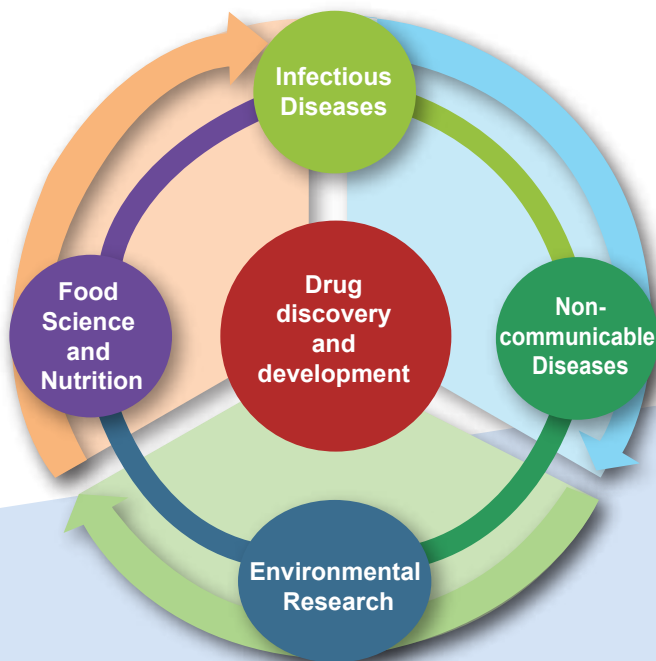 Infectious
Diseases
Food
Science
and
Nutrition
Drug
discovery
and
development
Non-
communicable
Diseases
Environmental
Research